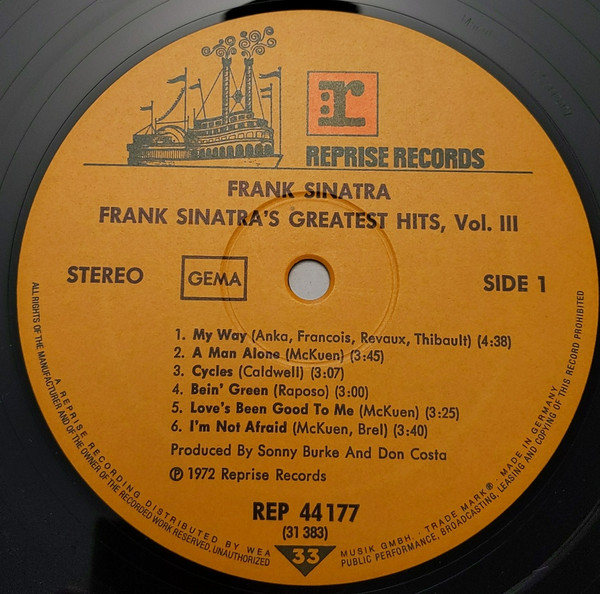 r
REPRISE RECORDS
FRANK SINATRA
FRANK SINATRA'S GREATEST HITS, Vol. III
STEREO
GEMA
SIDE 1
1. My Way (Anka, Francois, Revaux, Thibault) (4:38)
2. A Man Alone (McKuen) (3:45)
3. Cycles (Caldwell) (3:07)
4. Bein' Green (Raposo) (3:00)
5. Love's Been Good To Me (McKuen) (3:25)
6. I'm Not Afraid (McKuen, Brel) (3:40)
Produced By Sonny Burke And Don Costa
℗ 1972 Reprise Records
REP 44 177
(31 383)
33
A REPRISE RECORDING DISTRIBUTED BY WEA MUSIK GMBH. TRADE MARK®. MADE IN GERMANY
ALL RIGHTS OF THE MANUFACTURER AND OF THE OWNER OF THE RECORDED WORK RESERVED. UNAUTHORIZED PUBLIC PERFORMANCE, BROADCASTING, LEASING AND COPYING OF THIS RECORD PROHIBITED